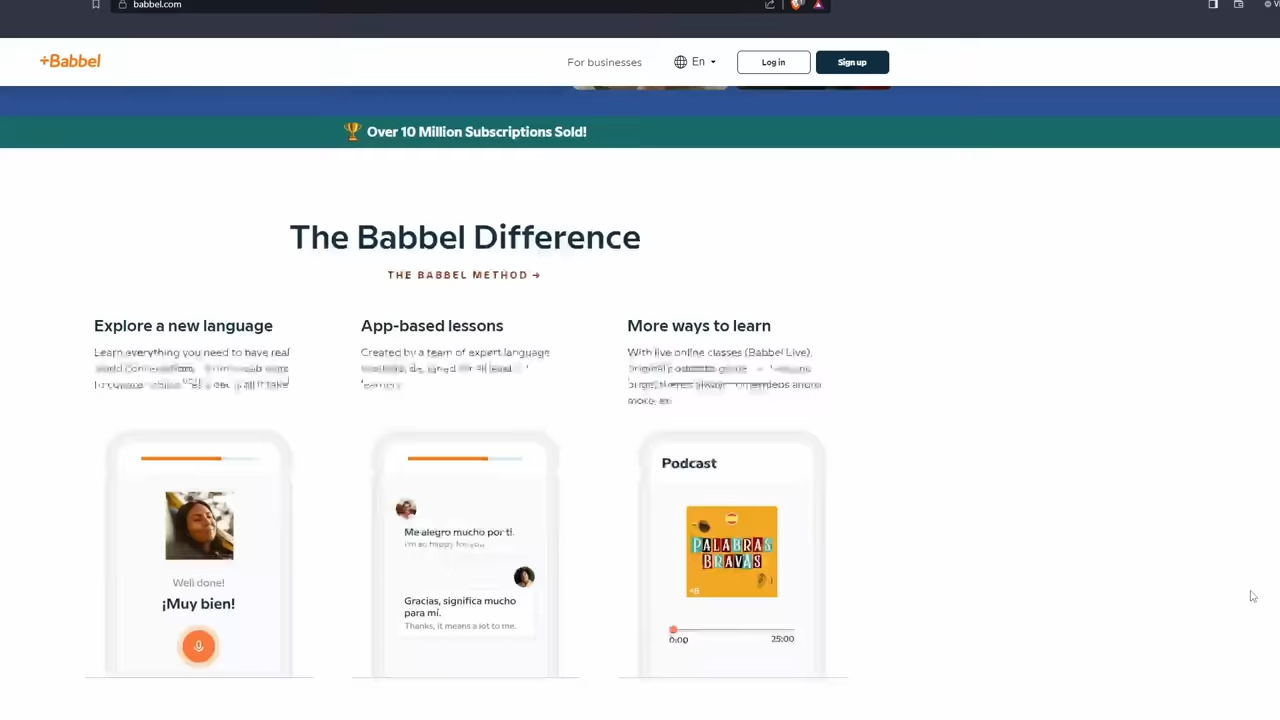 babbel.com
+Babbel
For businesses
En
Log in
Sign up
Over 10 Million Subscriptions Sold!
The Babbel Difference
THE BABBEL METHOD →
Explore a new language
Learn everything you need to have real
App-based lessons
Created by a team of expert language
More ways to learn
With live online classes (Babbel Live),
Well done!
¡Muy bien!
Me alegro mucho por ti.
I'm so happy for you.
Gracias, significa mucho
para mí.
Thanks, it means a lot to me.
Podcast
PALABRAS
BRAVAS
+B
0:00
25:00